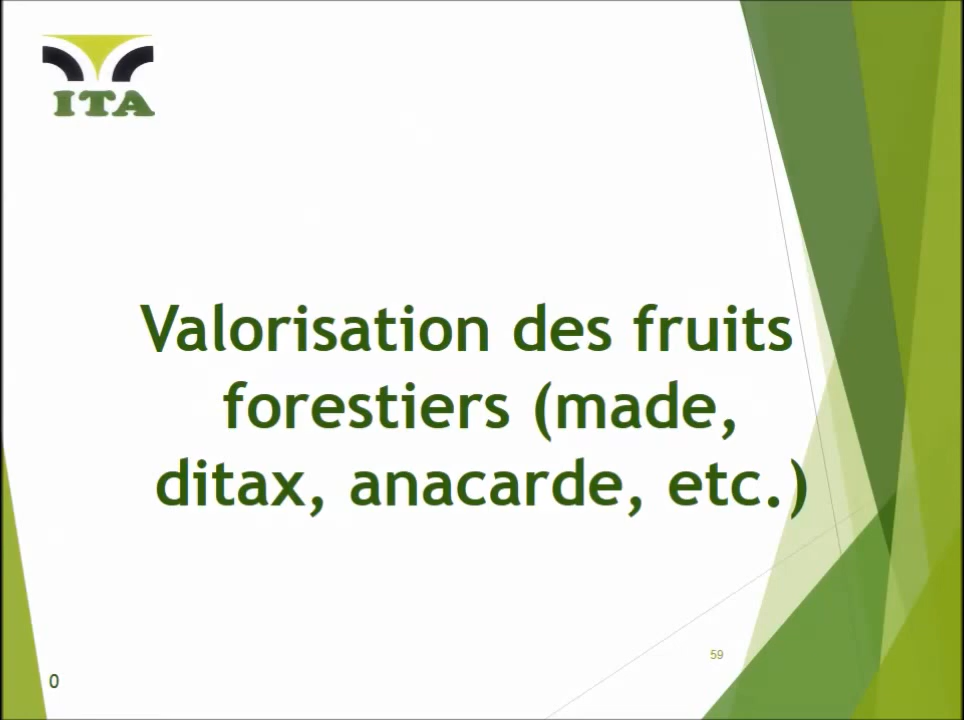 ITA
Valorisation des fruits
forestiers (made,
ditax, anacarde, etc.)
59
0